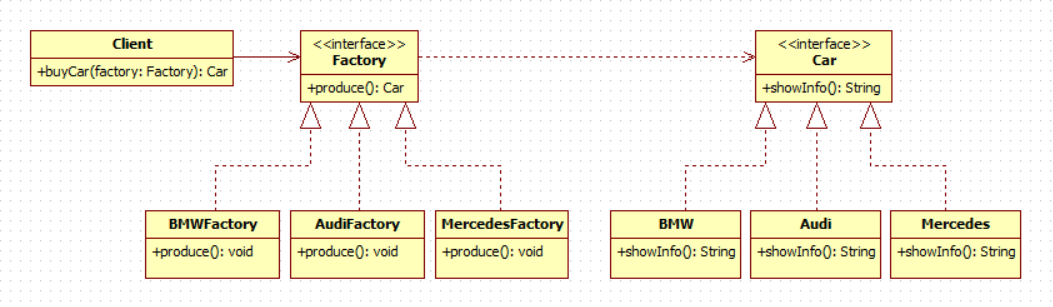 Client
+buyCar(factory: Factory): Car
<<interface>>
Factory
+produce(): Car
<<interface>>
Car
+showInfo(): String
BMWFactory
+produce(): void
AudiFactory
+produce(): void
MercedesFactory
+produce(): void
BMW
+showInfo(): String
Audi
+showInfo(): String
Mercedes
+showInfo(): String